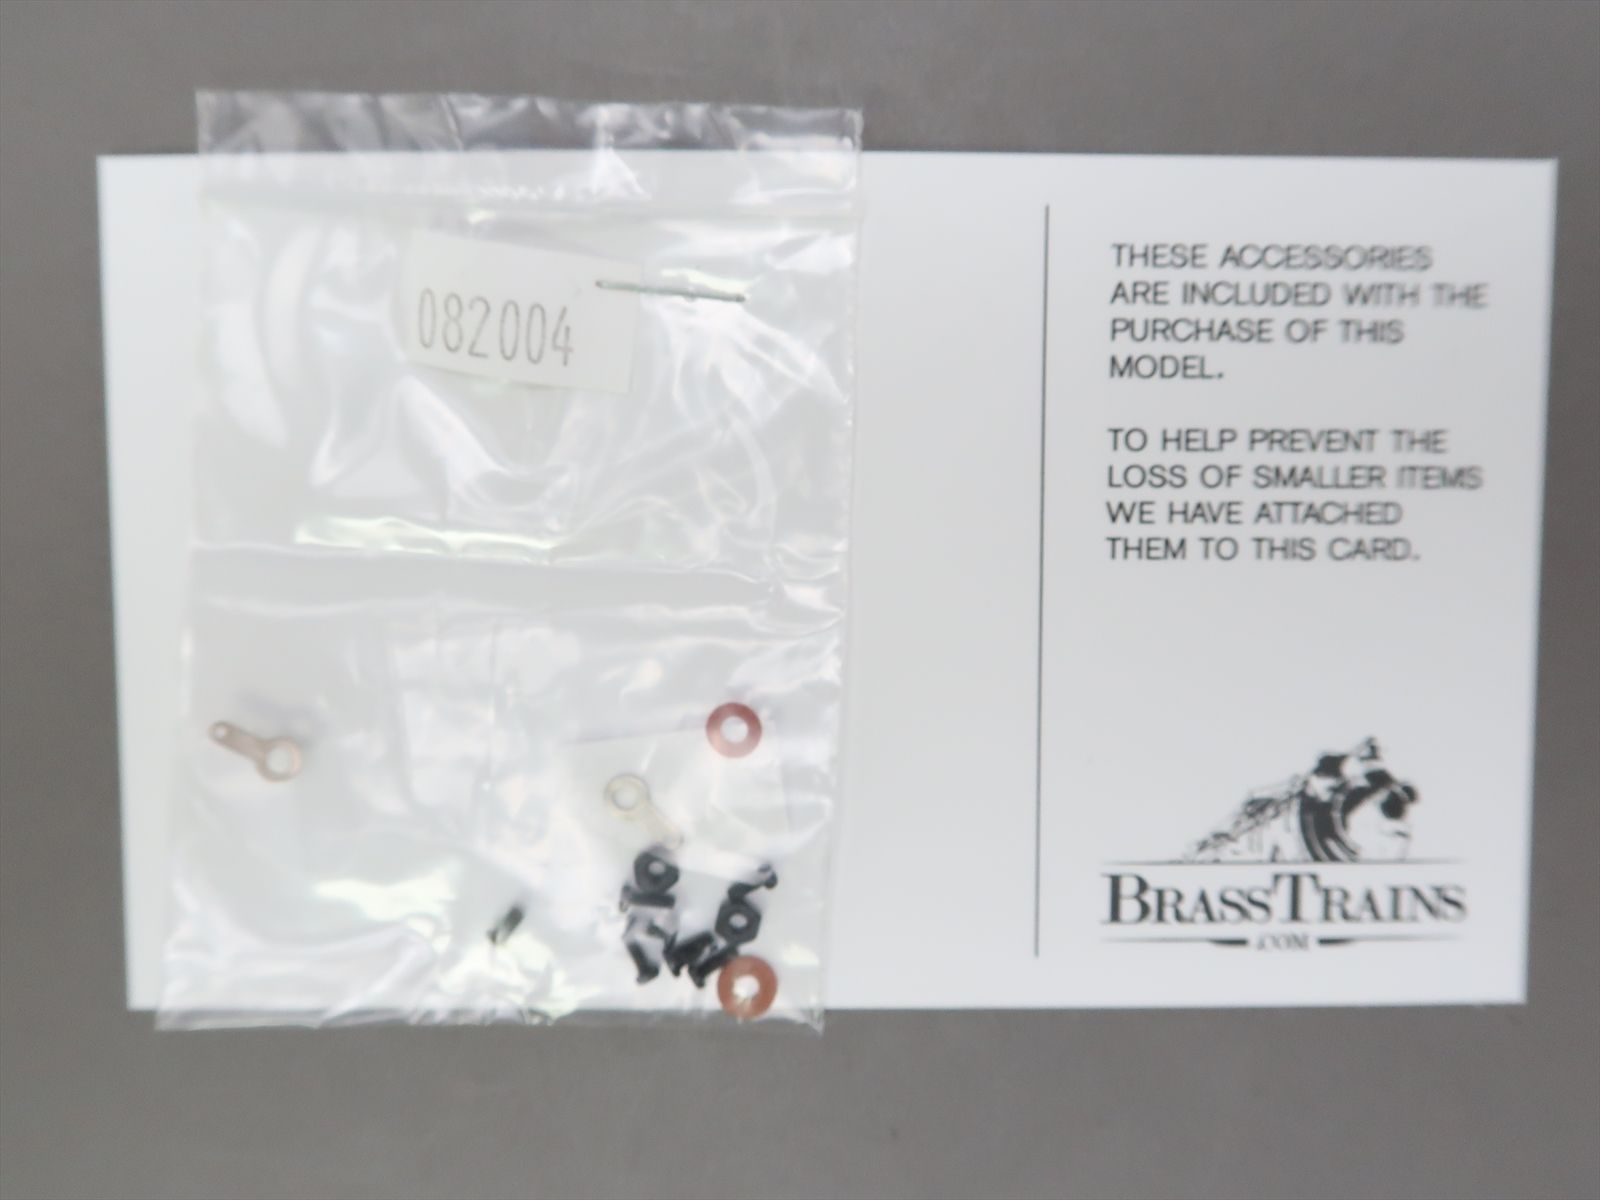 082004
THESE ACCESSORIES
ARE INCLUDED WITH THE
PURCHASE OF THIS
MODEL.
TO HELP PREVENT THE
LOSS OF SMALLER ITEMS
WE HAVE ATTACHED
THEM TO THIS CARD.
BRASSTRAINS
.COM